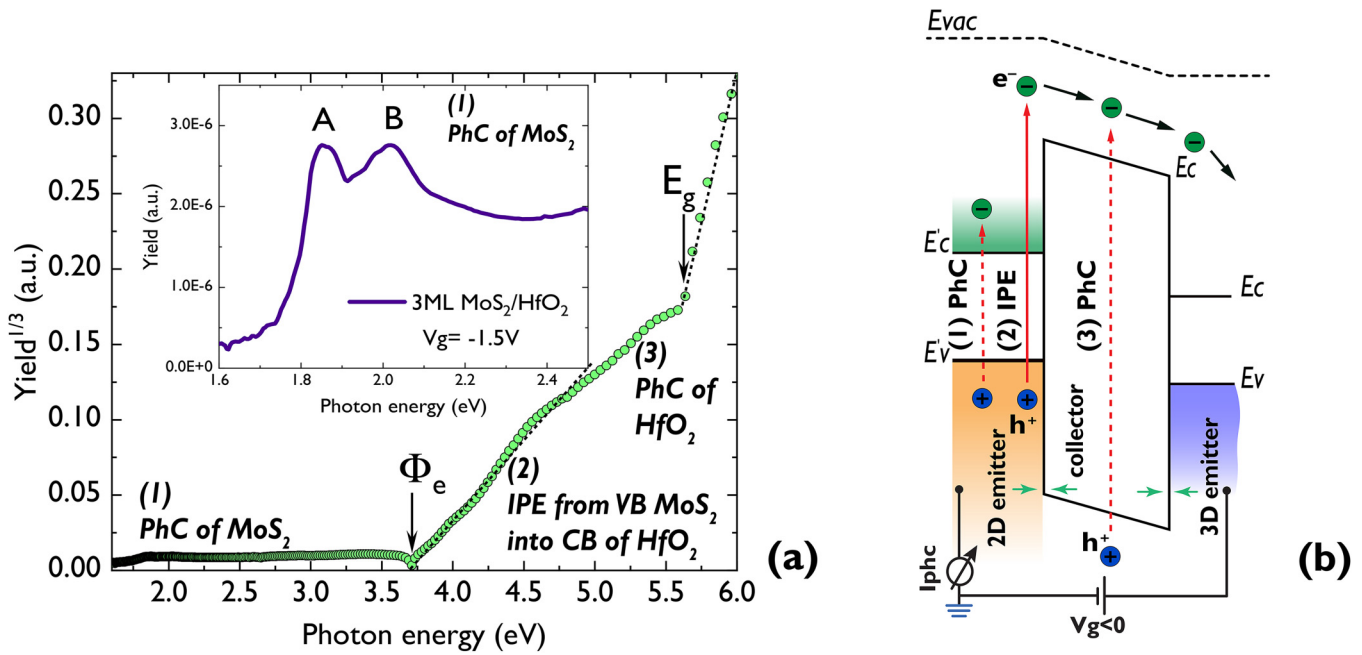 0.30
0.25
0.20
0.15
0.10
0.05
0.00
Yield1/3 (a.u.)
2.0 2.5 3.0 3.5 4.0 4.5 5.0 5.5 6.0
Photon energy (eV)
3.0E-6
2.0E-6
1.0E-6
0.0E+0
Yield (a.u.)
1.6 1.8 2.0 2.2 2.4
Photon energy (eV)
A B
(1)
PhC of MoS2
3ML MoS2/HfO2
Vg= -1.5V
Eg
Φe
(1)
PhC of MoS2
(2)
IPE from VB MoS2
into CB of HfO2
(3)
PhC of
HfO2
(a)
Evac
e−
−
−
−
−
Ec
E'c
(1) PhC
(2) IPE
(3) PhC
Ec
E'v
Ev
+
+
h+
2D emitter
collector
3D emitter
h+
+
Iphc
Vg<0
(b)